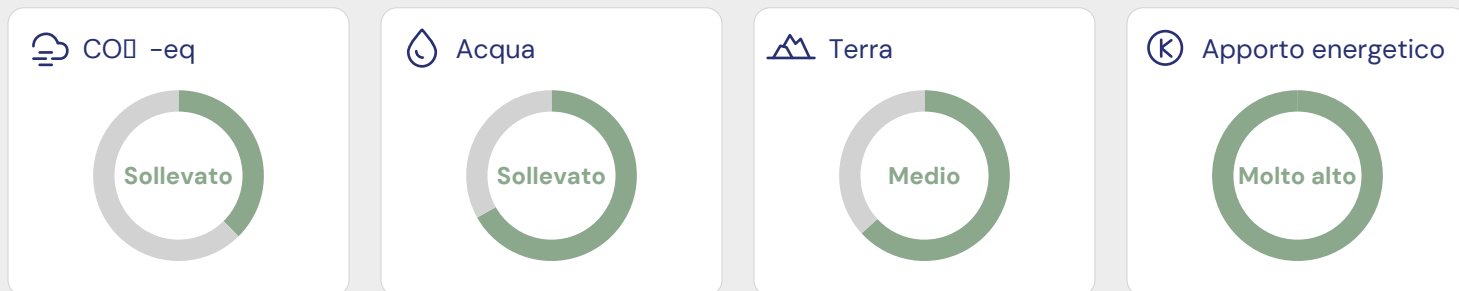 CO▯ -eq
Sollevato
Acqua
Sollevato
Terra
Medio
Apporto energetico
Molto alto